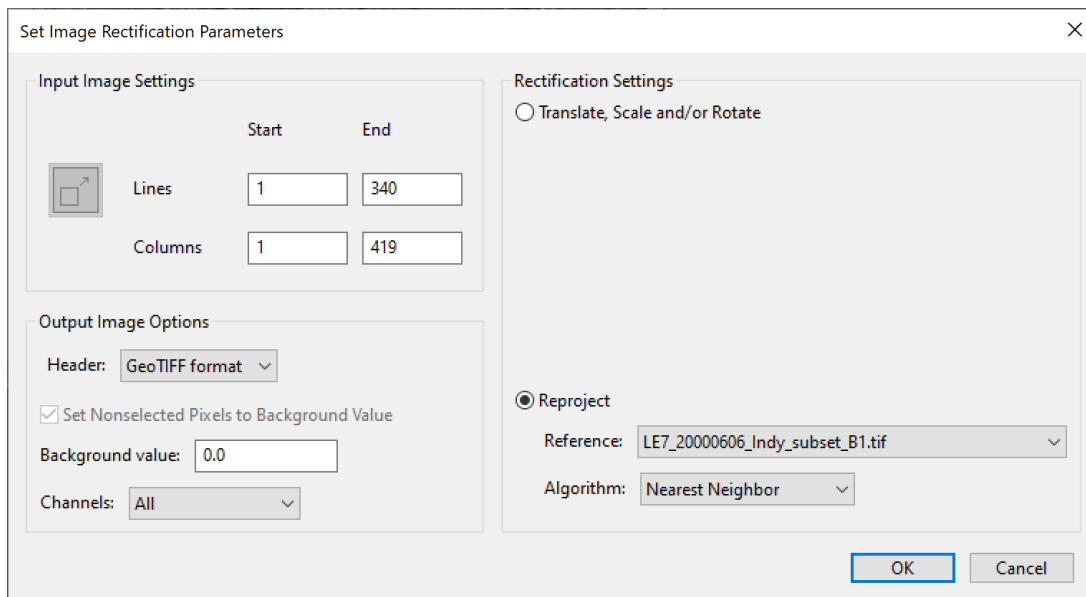 Set Image Rectification Parameters
Input Image Settings
Start End
Lines 1 340
Columns 1 419
Output Image Options
Header: GeoTIFF format
Set Nonselected Pixels to Background Value
Background value: 0.0
Channels: All
Rectification Settings
Translate, Scale and/or Rotate
Reproject
Reference: LE7_20000606_Indy_subset_B1.tif
Algorithm: Nearest Neighbor
OK Cancel